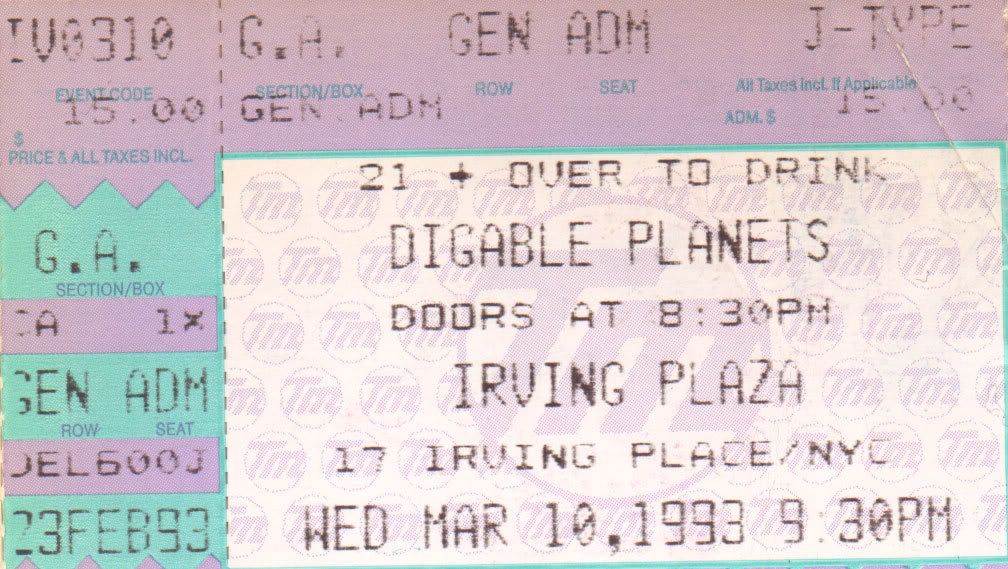 IV0310
EVENT CODE
15.00
$
PRICE & ALL TAXES INCL.
G.A.
SECTION/BOX
CA 1X
GEN ADM
ROW SEAT
DEL600J
23FEB93
G.A. GEN ADM J-TYPE
SECTION/BOX ROW SEAT All Taxes Incl. If Applicable
GEN ADM ADM. $ 15.00
21 + OVER TO DRINK
DIGABLE PLANETS
DOORS AT 8:30PM
IRVING PLAZA
17 IRVING PLACE/NYC
WED MAR 10,1993 9:30PM
Tm